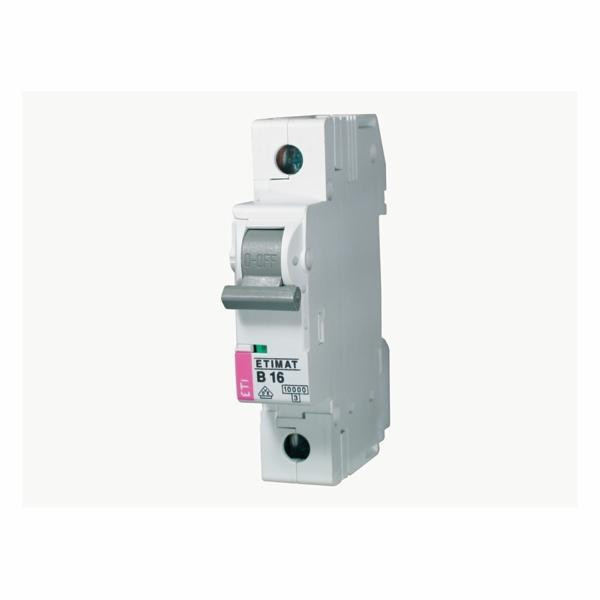 O-OFF
ETIMAT
B 16
10000
3
ETI